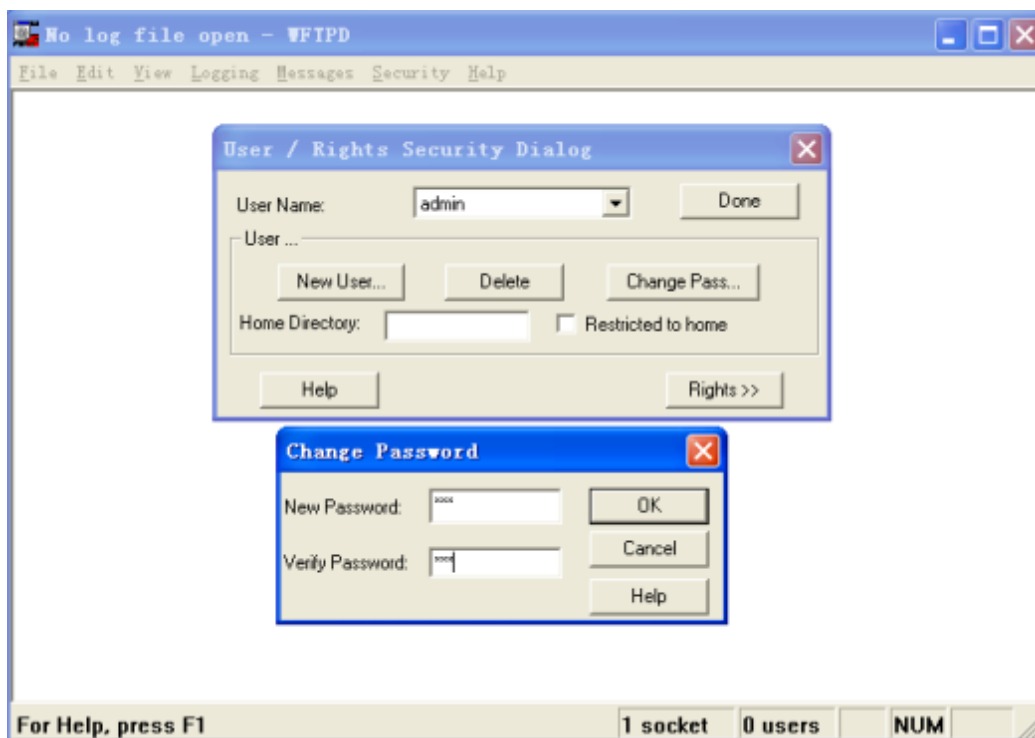 No log file open - WFTPD
File Edit View Logging Messages Security Help
User / Rights Security Dialog
User Name: admin Done
User ...
New User... Delete Change Pass...
Home Directory: Restricted to home
Help Rights >>
Change Password
New Password: **** OK
Cancel
Verify Password: ****
Help
For Help, press F1 1 socket 0 users NUM